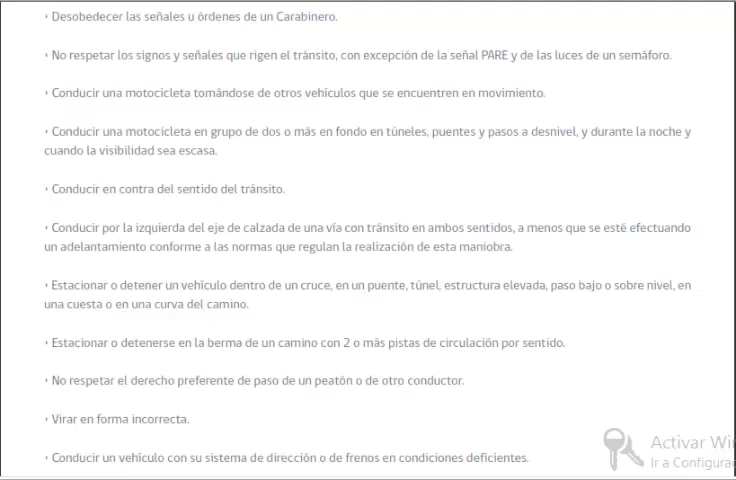 • Desobedecer las señales u órdenes de un Carabinero.
• No respetar los signos y señales que rigen el tránsito, con excepción de la señal PARE y de las luces de un semáforo.
• Conducir una motocicleta tomándose de otros vehículos que se encuentren en movimiento.
• Conducir una motocicleta en grupo de dos o más en fondo en túneles, puentes y pasos a desnivel, y durante la noche y
cuando la visibilidad sea escasa.
• Conducir en contra del sentido del tránsito.
• Conducir por la izquierda del eje de calzada de una vía con tránsito en ambos sentidos, a menos que se esté efectuando
un adelantamiento conforme a las normas que regulan la realización de esta maniobra.
• Estacionar o detener un vehículo dentro de un cruce, en un puente, túnel, estructura elevada, paso bajo o sobre nivel, en
una cuesta o en una curva del camino.
• Estacionar o detenerse en la berma de un camino con 2 o más pistas de circulación por sentido.
• No respetar el derecho preferente de paso de un peatón o de otro conductor.
• Virar en forma incorrecta.
• Conducir un vehículo con su sistema de dirección o de frenos en condiciones deficientes.
Activar Wi
Ir a Configura